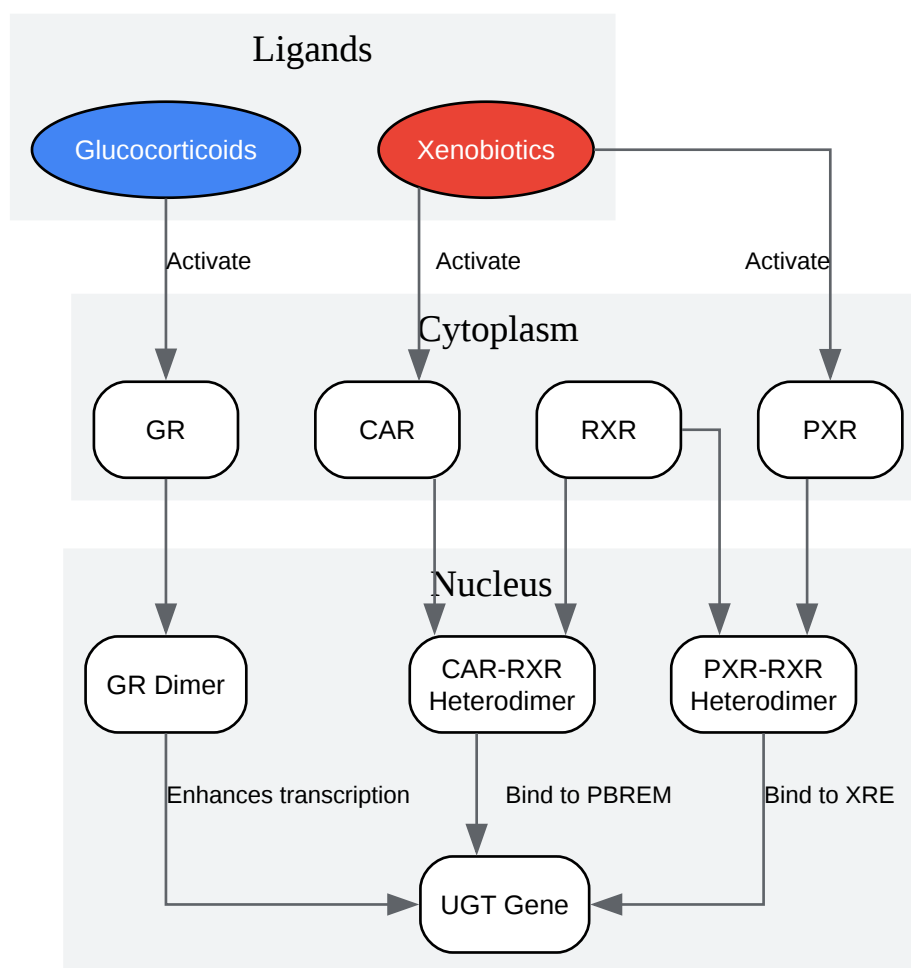 Ligands
Glucocorticoids
Xenobiotics
Activate
Activate
Activate
Cytoplasm
GR
CAR
RXR
PXR
Nucleus
GR Dimer
CAR-RXR
Heterodimer
PXR-RXR
Heterodimer
Enhances transcription
Bind to PBREM
Bind to XRE
UGT Gene